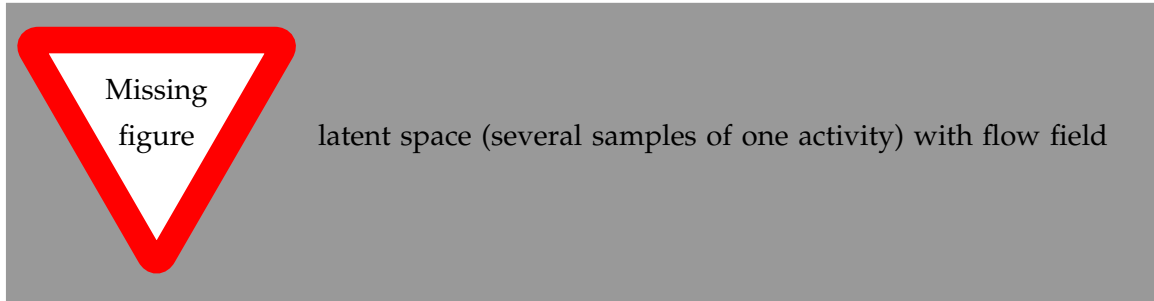 Missing
figure
latent space (several samples of one activity) with flow field